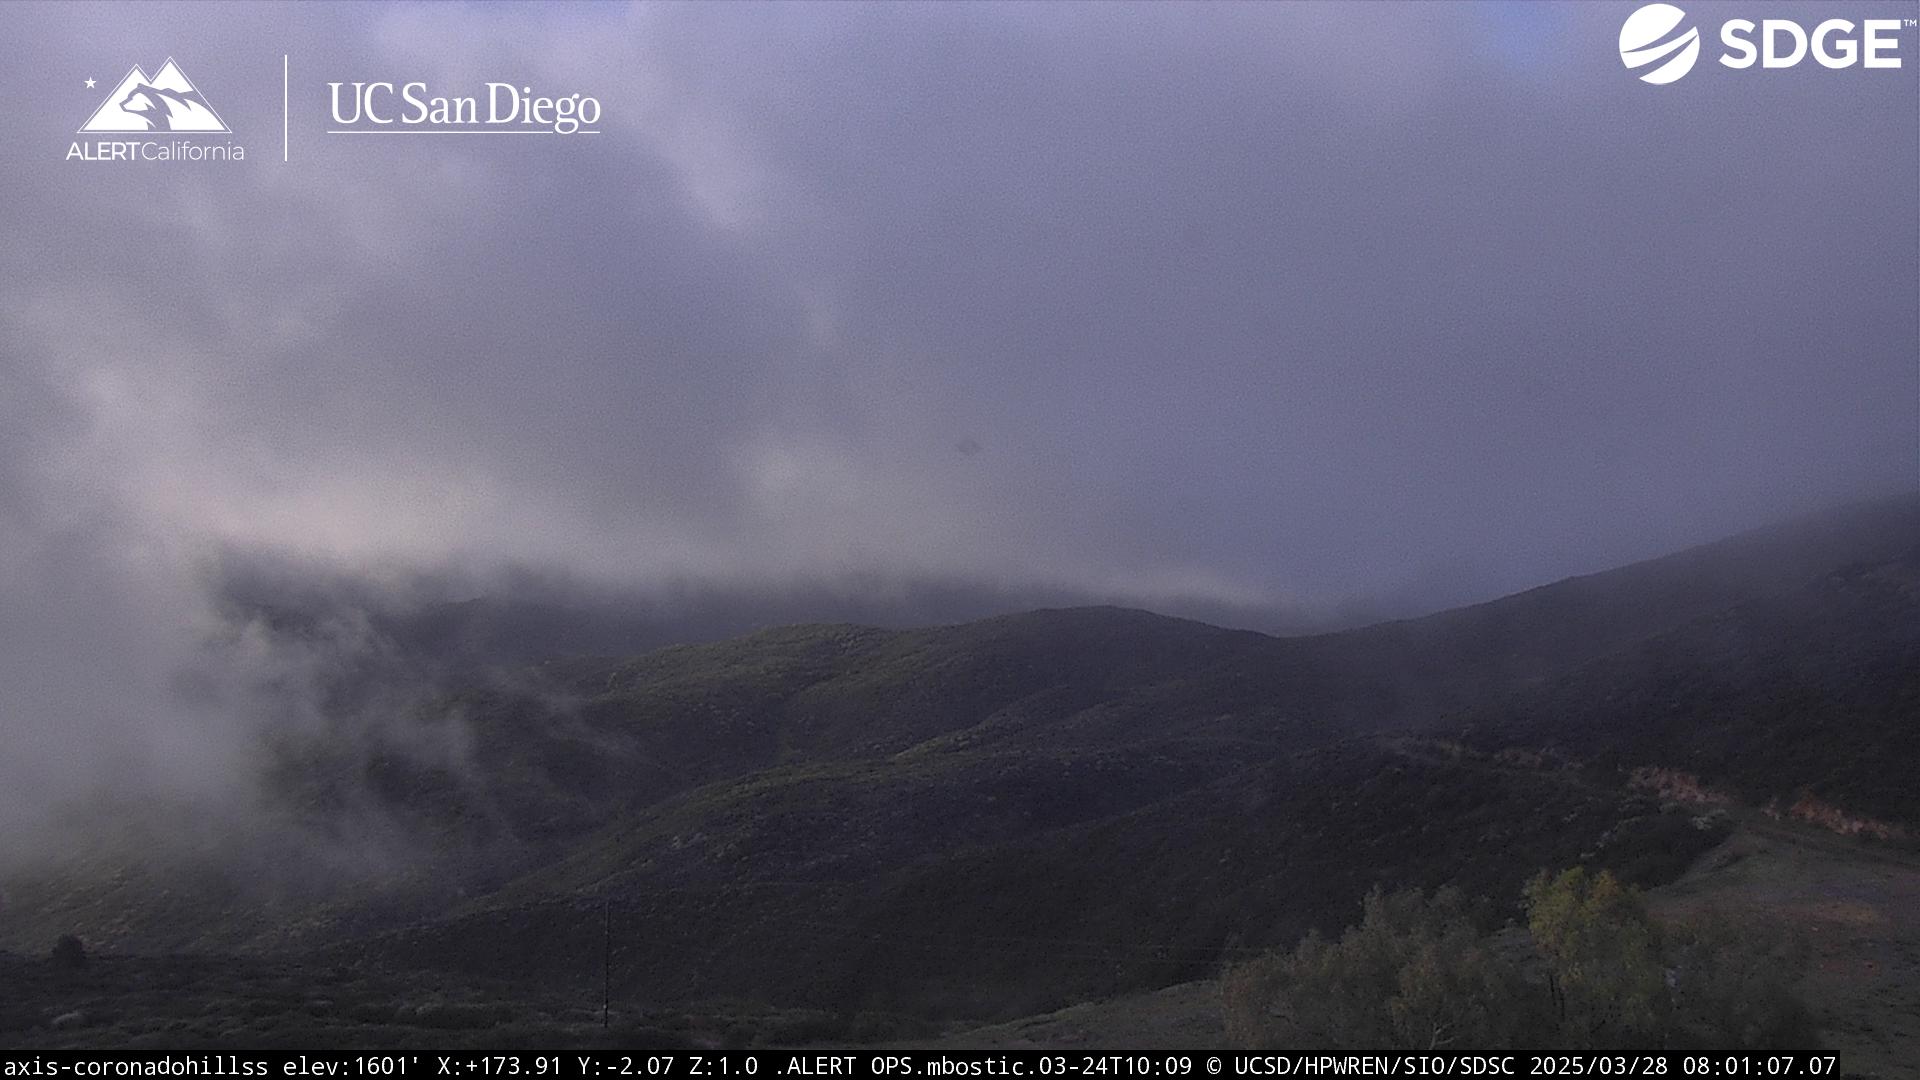 ALERTCalifornia
UC San Diego
SDGE™
axis-coronadohillss elev:1601' X:+173.91 Y:-2.07 Z:1.0 .ALERT OPS.mbostic.03-24T10:09 © UCSD/HPWREN/SIO/SDSC 2025/03/28 08:01:07.07